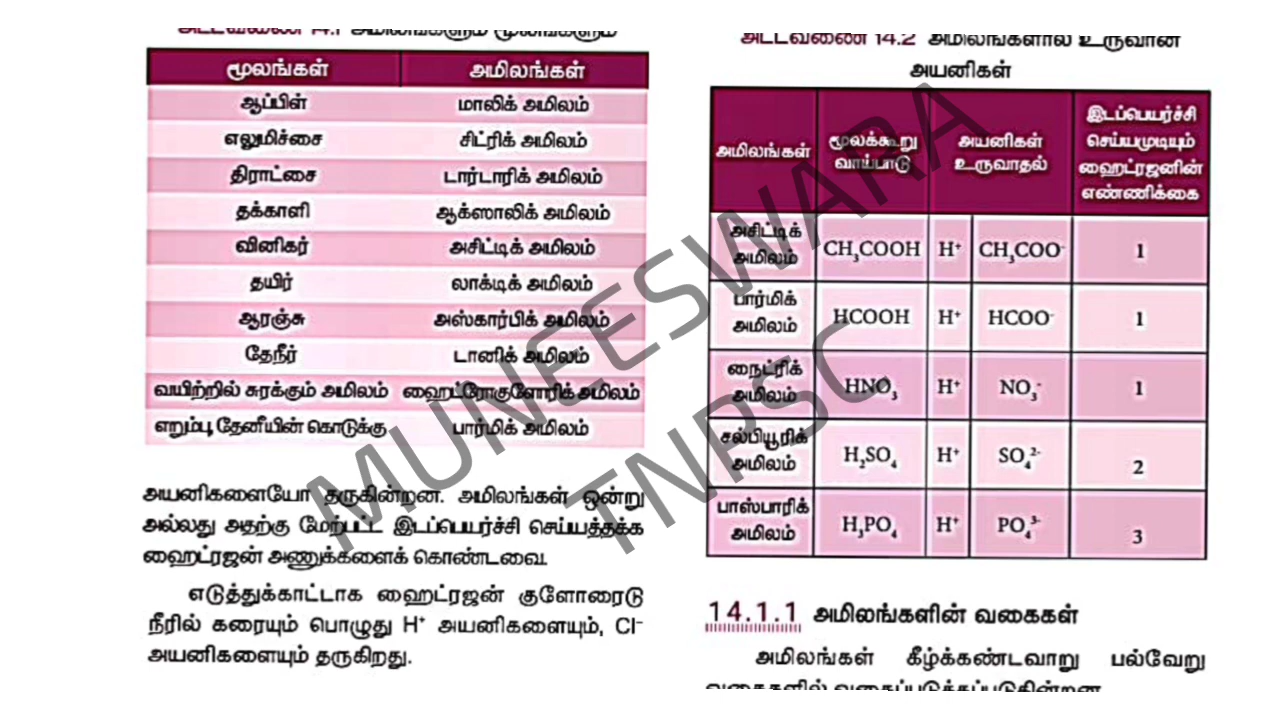 அட்டவணை 14.1 அமிலங்களும் மூலங்களும்
மூலங்கள் அமிலங்கள்
ஆப்பிள் மாலிக் அமிலம்
எலுமிச்சை சிட்ரிக் அமிலம்
திராட்சை டார்டாரிக் அமிலம்
தக்காளி ஆக்ஸாலிக் அமிலம்
வினிகர் அசிட்டிக் அமிலம்
தயிர் லாக்டிக் அமிலம்
ஆரஞ்சு அஸ்கார்பிக் அமிலம்
தேநீர் டானிக் அமிலம்
வயிற்றில் சுரக்கும் அமிலம் ஹைட்ரோகுளோரிக் அமிலம்
எறும்பு, தேனீயின் கொடுக்கு பார்மிக் அமிலம்
அயனிகளையோ தருகின்றன. அமிலங்கள் ஒன்று
அல்லது அதற்கு மேற்பட்ட இடப்பெயர்ச்சி செய்யத்தக்க
ஹைட்ரஜன் அணுக்களைக் கொண்டவை.
எடுத்துக்காட்டாக ஹைட்ரஜன் குளோரைடு
நீரில் கரையும் பொழுது H⁺ அயனிகளையும், Cl⁻
அயனிகளையும் தருகிறது.
அட்டவணை 14.2 அமிலங்களால் உருவான
அயனிகள்
அமிலங்கள் மூலக்கூறு வாய்பாடு அயனிகள் உருவாதல் இடப்பெயர்ச்சி செய்யமுடியும் ஹைட்ரஜனின் எண்ணிக்கை
அசிட்டிக் அமிலம் CH₃COOH H⁺ CH₃COO⁻ 1
பார்மிக் அமிலம் HCOOH H⁺ HCOO⁻ 1
நைட்ரிக் அமிலம் HNO₃ H⁺ NO₃⁻ 1
சல்பியூரிக் அமிலம் H₂SO₄ H⁺ SO₄²⁻ 2
பாஸ்பாரிக் அமிலம் H₃PO₄ H⁺ PO₄³⁻ 3
14.1.1 அமிலங்களின் வகைகள்
அமிலங்கள் கீழ்க்கண்டவாறு பல்வேறு
வகைகளில் வகைப்படுத்தப்படுகின்றன
MUNEESWARA
TNPSC